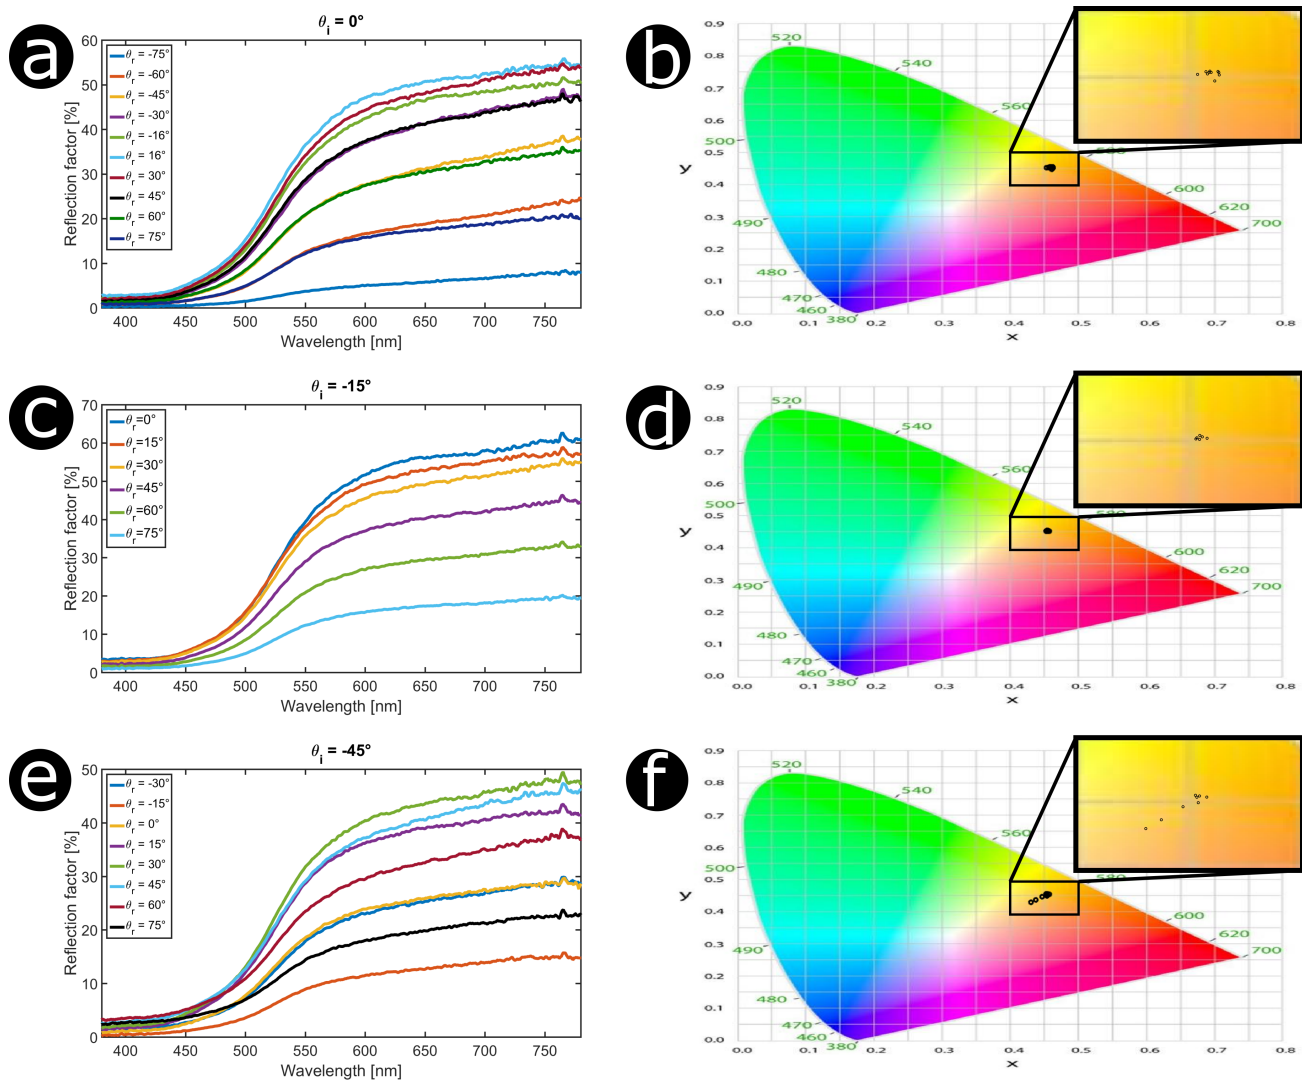 a
θi = 0°
Reflection factor [%]
60
50
40
30
20
10
0
θr = -75°
θr = -60°
θr = -45°
θr = -30°
θr = -16°
θr = 16°
θr = 30°
θr = 45°
θr = 60°
θr = 75°
400 450 500 550 600 650 700 750
Wavelength [nm]
b
y
0.9
0.8
0.7
0.6
500
0.5
0.4
0.3
0.2
0.1
0.0
520
540
560
580
600
620
700
490
480
470
460
380
0.0 0.1 0.2 0.3 0.4 0.5 0.6 0.7 0.8
x
c
θi = -15°
Reflection factor [%]
70
60
50
40
30
20
10
0
θr=0°
θr=15°
θr=30°
θr=45°
θr=60°
θr=75°
400 450 500 550 600 650 700 750
Wavelength [nm]
d
y
0.9
0.8
0.7
0.6
500
0.5
0.4
0.3
0.2
0.1
0.0
520
540
560
580
600
620
700
490
480
470
460
380
0.0 0.1 0.2 0.3 0.4 0.5 0.6 0.7 0.8
x
e
θi = -45°
Reflection factor [%]
50
40
30
20
10
0
θr = -30°
θr = -15°
θr = 0°
θr = 15°
θr = 30°
θr = 45°
θr = 60°
θr = 75°
400 450 500 550 600 650 700 750
Wavelength [nm]
f
y
0.9
0.8
0.7
0.6
500
0.5
0.4
0.3
0.2
0.1
0.0
520
540
560
580
600
620
700
490
480
470
460
380
0.0 0.1 0.2 0.3 0.4 0.5 0.6 0.7 0.8
x